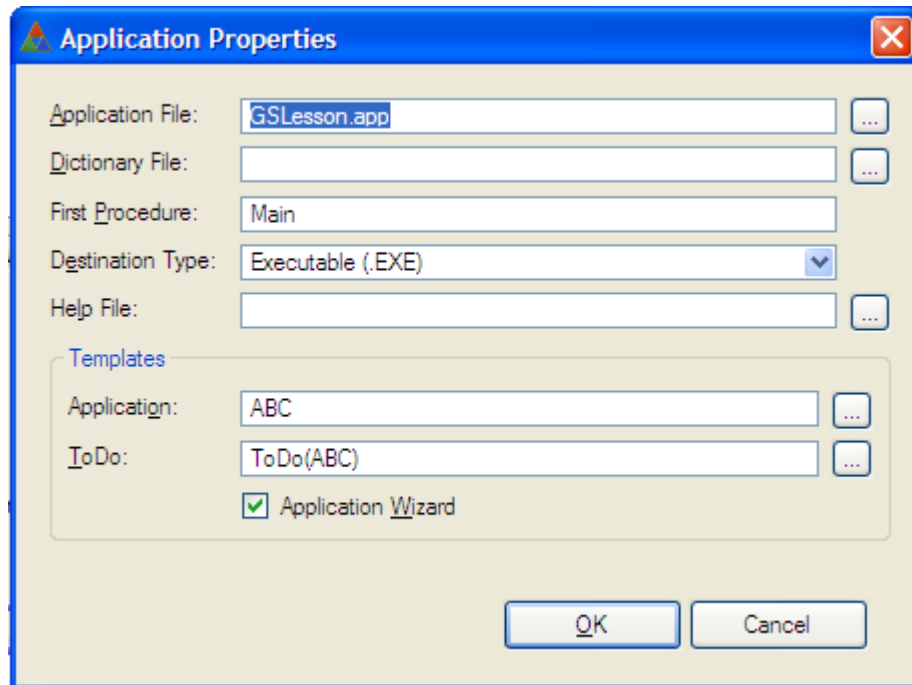 Application Properties
Application File: GSLesson.app ...
Dictionary File: ...
First Procedure: Main
Destination Type: Executable (.EXE)
Help File: ...
Templates
Application: ABC ...
ToDo: ToDo(ABC) ...
Application Wizard
OK Cancel